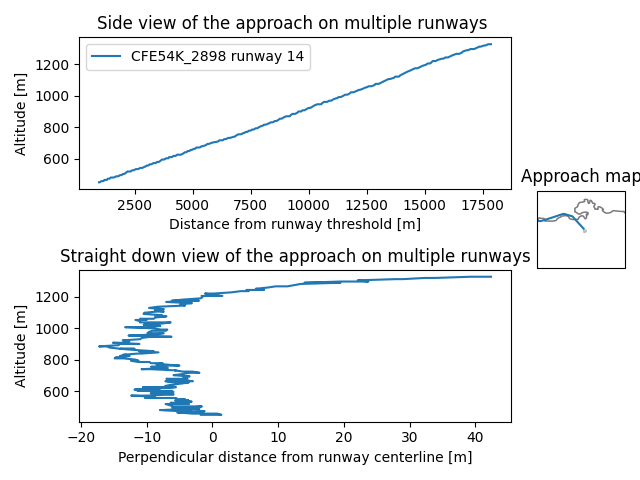 Side view of the approach on multiple runways
Altitude [m]
1200
1000
800
600
CFE54K_2898 runway 14
2500
5000
7500
10000
12500
15000
17500
Distance from runway threshold [m]
Approach map
Straight down view of the approach on multiple runways
Altitude [m]
1200
1000
800
600
−20
−10
0
10
20
30
40
Perpendicular distance from runway centerline [m]